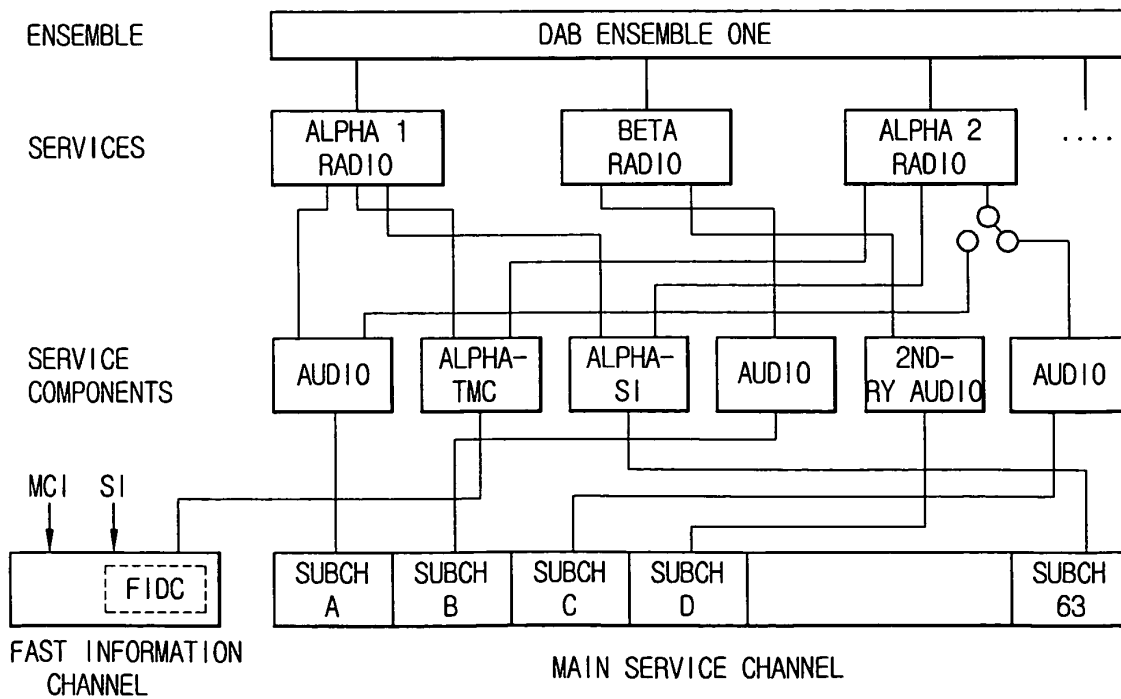 ENSEMBLE
DAB ENSEMBLE ONE
SERVICES
ALPHA 1
RADIO
BETA
RADIO
ALPHA 2
RADIO
....
SERVICE
COMPONENTS
AUDIO
ALPHA-
TMC
ALPHA-
SI
AUDIO
2ND-
RY AUDIO
AUDIO
MCI
SI
FIDC
SUBCH
A
SUBCH
B
SUBCH
C
SUBCH
D
SUBCH
63
FAST INFORMATION
CHANNEL
MAIN SERVICE CHANNEL